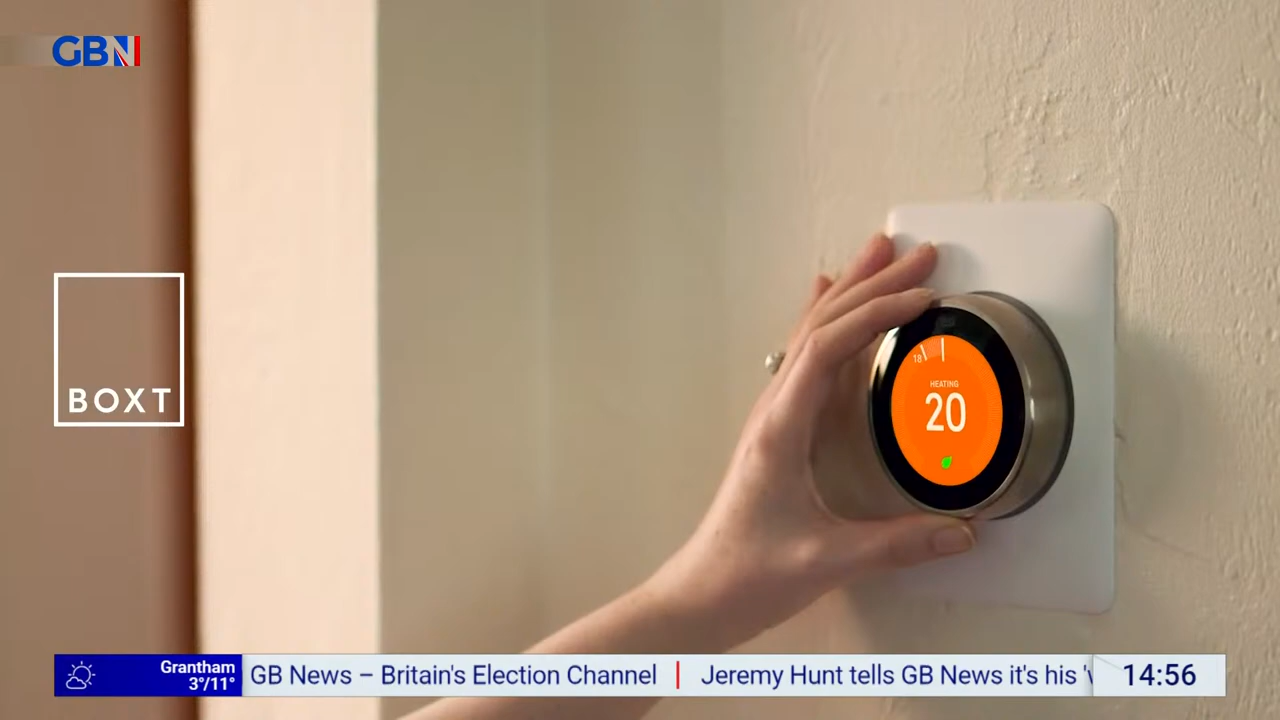 GBN
BOXT
18
HEATING
20
Grantham
3°/11°
GB News – Britain's Election Channel | Jeremy Hunt tells GB News it's his
14:56